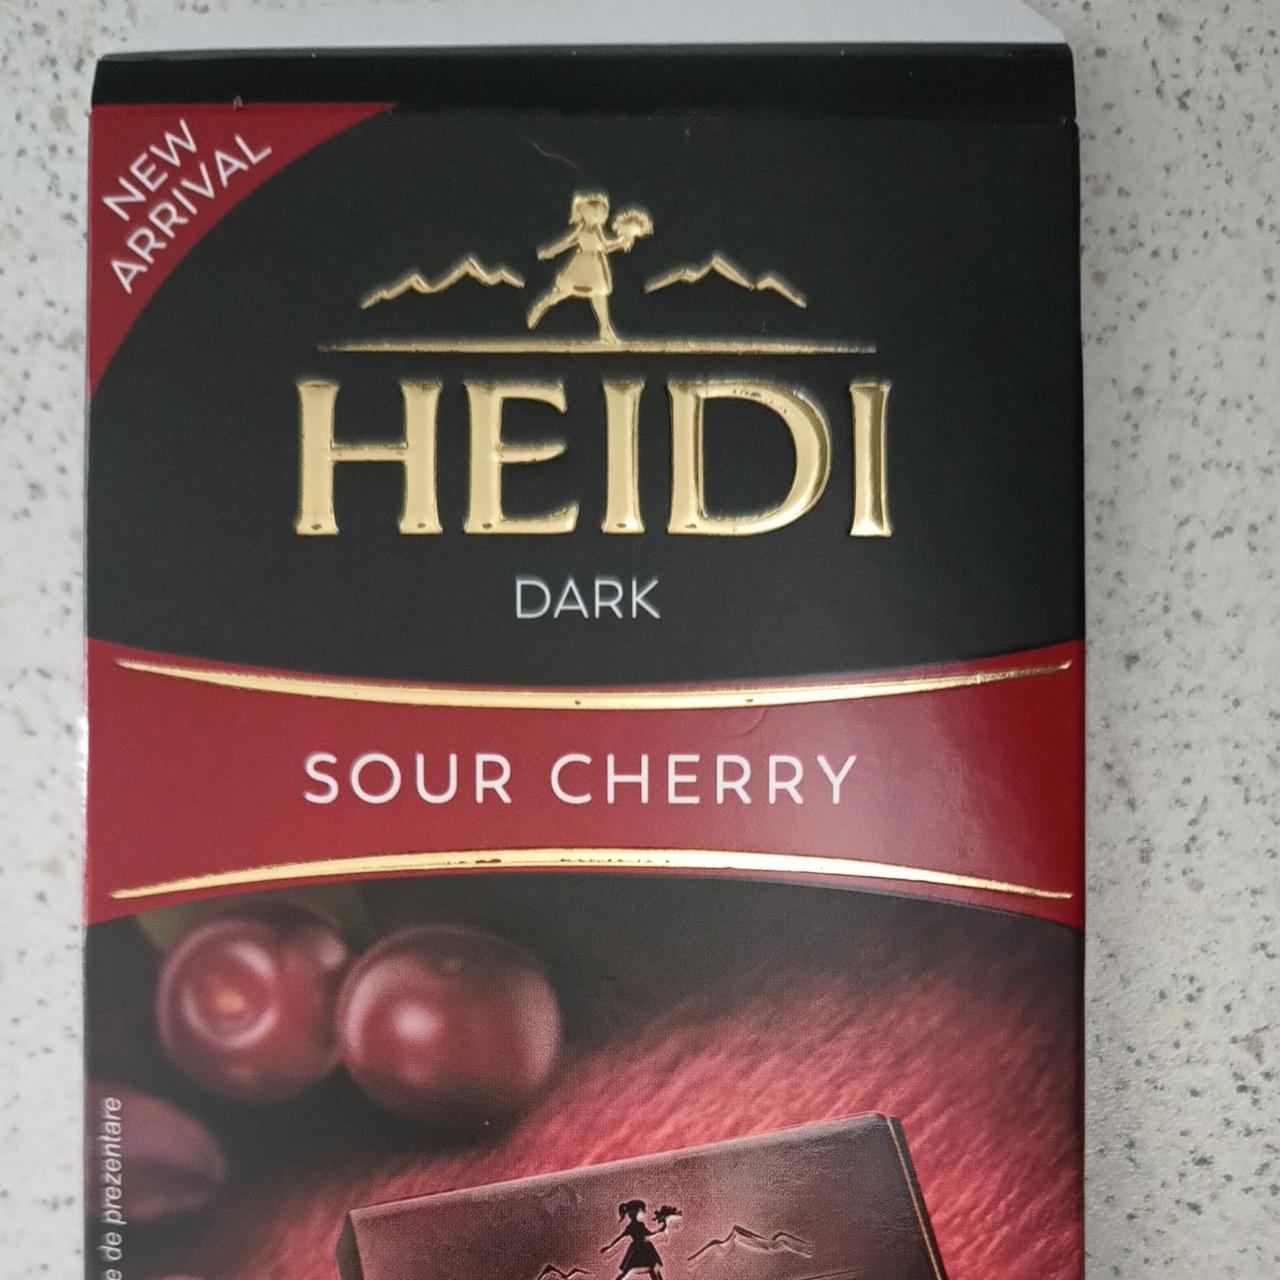 NEW
ARRIVAL
HEIDI
DARK
SOUR CHERRY
de prezentare